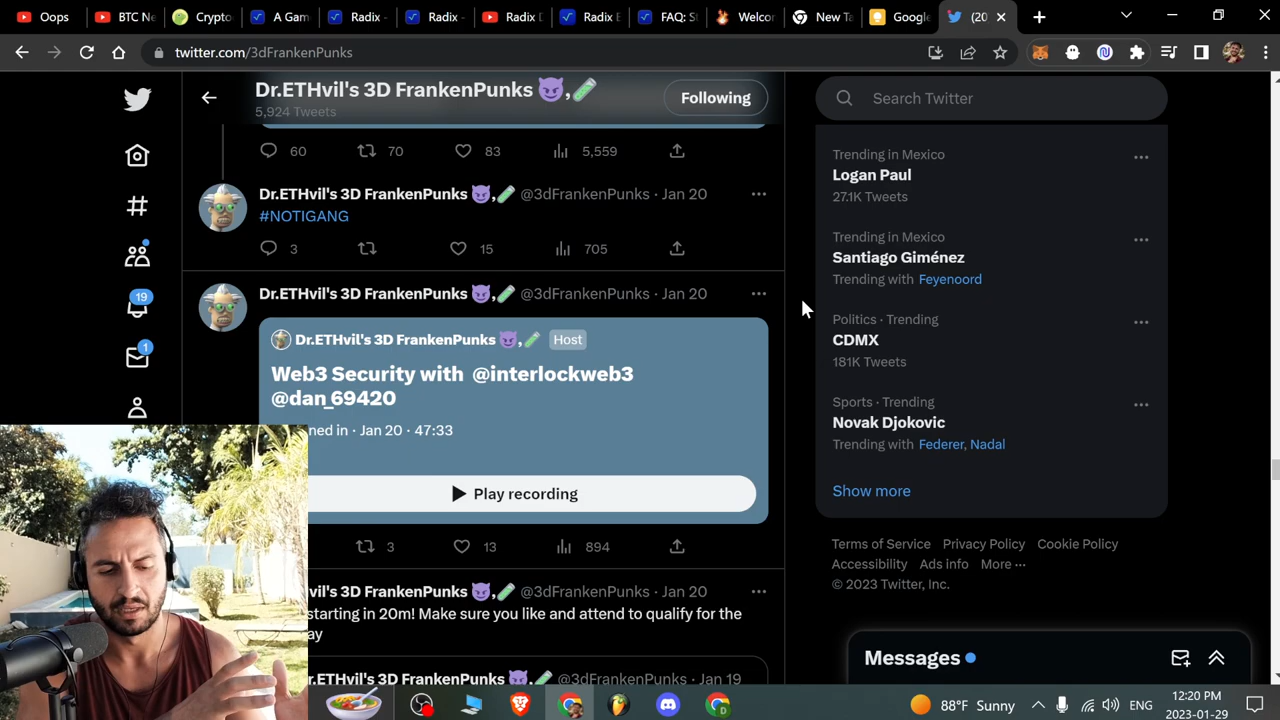 Oops
BTC Ne
Crypto
A Gam
Radix -
Radix -
Radix D
Radix E
FAQ: S
Welcor
New Ta
Google
(20
twitter.com/3dFrankenPunks
Dr.ETHvil's 3D FrankenPunks 😈,🧪
5,924 Tweets
Following
60 70 83 5,559
Dr.ETHvil's 3D FrankenPunks 😈,🧪 @3dFrankenPunks · Jan 20
#NOTIGANG
3 15 705
Dr.ETHvil's 3D FrankenPunks 😈,🧪 @3dFrankenPunks · Jan 20
Dr.ETHvil's 3D FrankenPunks 😈,🧪 Host
Web3 Security with @interlockweb3
@dan_69420
ned in · Jan 20 · 47:33
Play recording
3 13 894
r.ETHvil's 3D FrankenPunks 😈,🧪 @3dFrankenPunks · Jan 20
starting in 20m! Make sure you like and attend to qualify for the
ay
r.ETHvil's 3D FrankenPunks 😈,🧪 @3dFrankenPunks · Jan 19
19
1
Search Twitter
Trending in Mexico
Logan Paul
27.1K Tweets
Trending in Mexico
Santiago Giménez
Trending with Feyenoord
Politics · Trending
CDMX
181K Tweets
Sports · Trending
Novak Djokovic
Trending with Federer, Nadal
Show more
Terms of Service Privacy Policy Cookie Policy
Accessibility Ads info More ···
© 2023 Twitter, Inc.
Messages
88°F Sunny
ENG
12:20 PM
2023-01-29